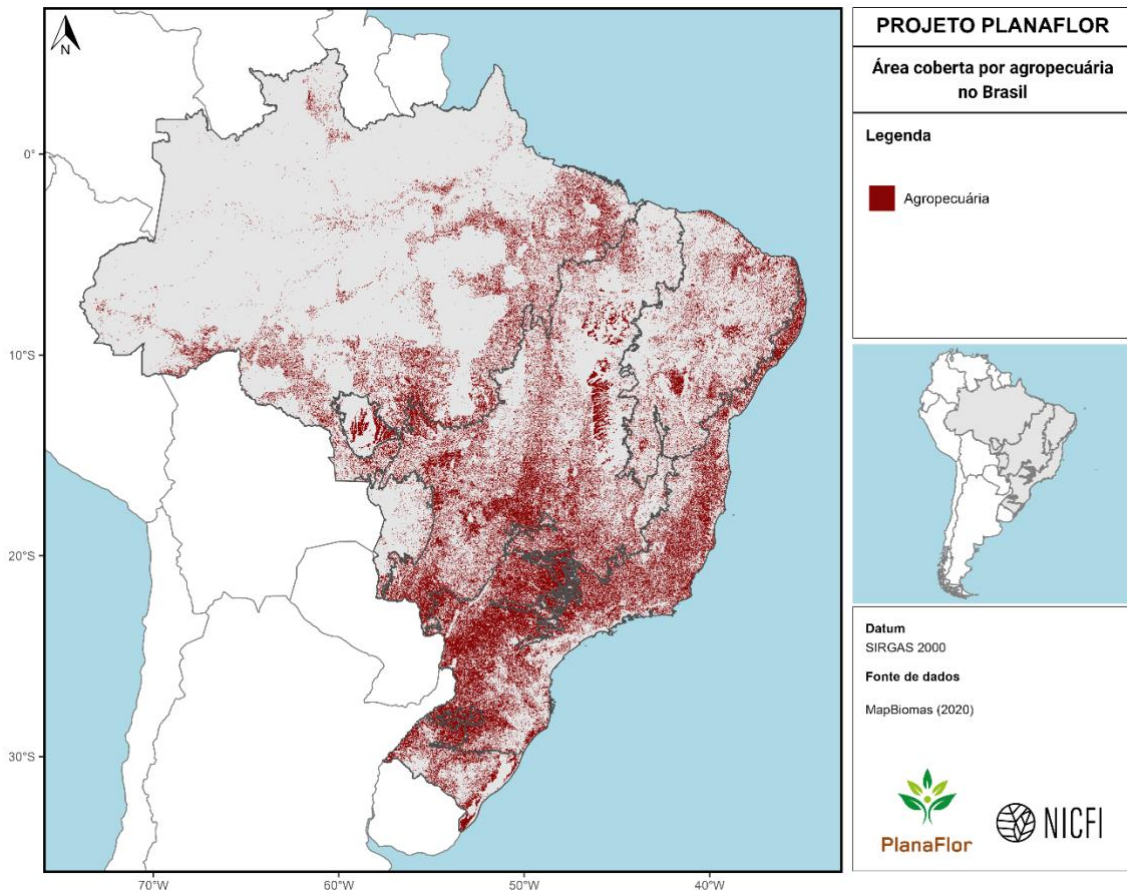 N
0°
10°S
20°S
30°S
70°W
60°W
50°W
40°W
PROJETO PLANAFLOR
Área coberta por agropecuária
no Brasil
Legenda
Agropecuária
Datum
SIRGAS 2000
Fonte de dados
MapBiomas (2020)
PlanaFlor
NICFI